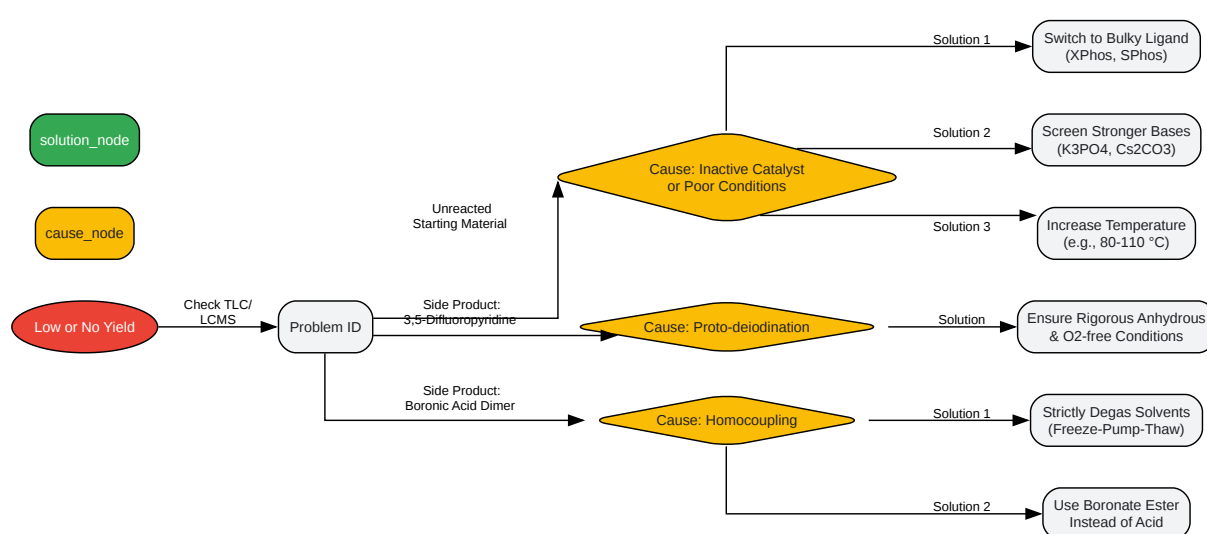 Solution 1
Switch to Bulky Ligand
(XPhos, SPhos)
solution_node
Solution 2
Screen Stronger Bases
(K3PO4, Cs2CO3)
Cause: Inactive Catalyst
or Poor Conditions
cause_node
Unreacted
Starting Material
Solution 3
Increase Temperature
(e.g., 80-110 °C)
Low or No Yield
Check TLC/
LCMS
Problem ID
Side Product:
3,5-Difluoropyridine
Cause: Proto-deiodination
Solution
Ensure Rigorous Anhydrous
& O2-free Conditions
Side Product:
Boronic Acid Dimer
Cause: Homocoupling
Solution 1
Strictly Degas Solvents
(Freeze-Pump-Thaw)
Solution 2
Use Boronate Ester
Instead of Acid